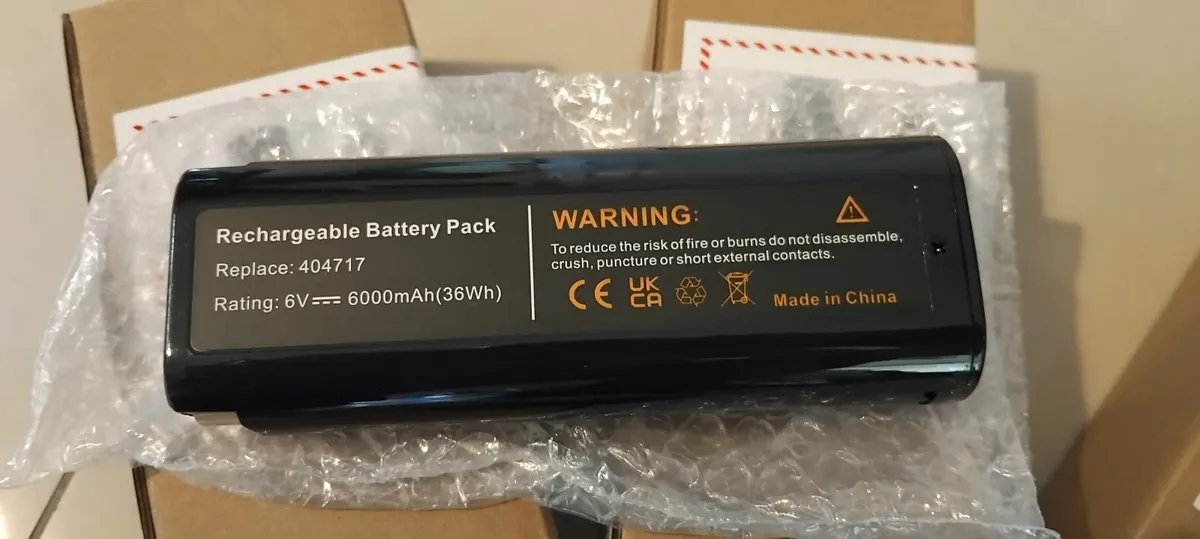 Rechargeable Battery Pack
Replace: 404717
Rating: 6V⎓ 6000mAh(36Wh)
WARNING:
To reduce the risk of fire or burns do not disassemble,
crush, puncture or short external contacts.
CE UK
CA
Made in China